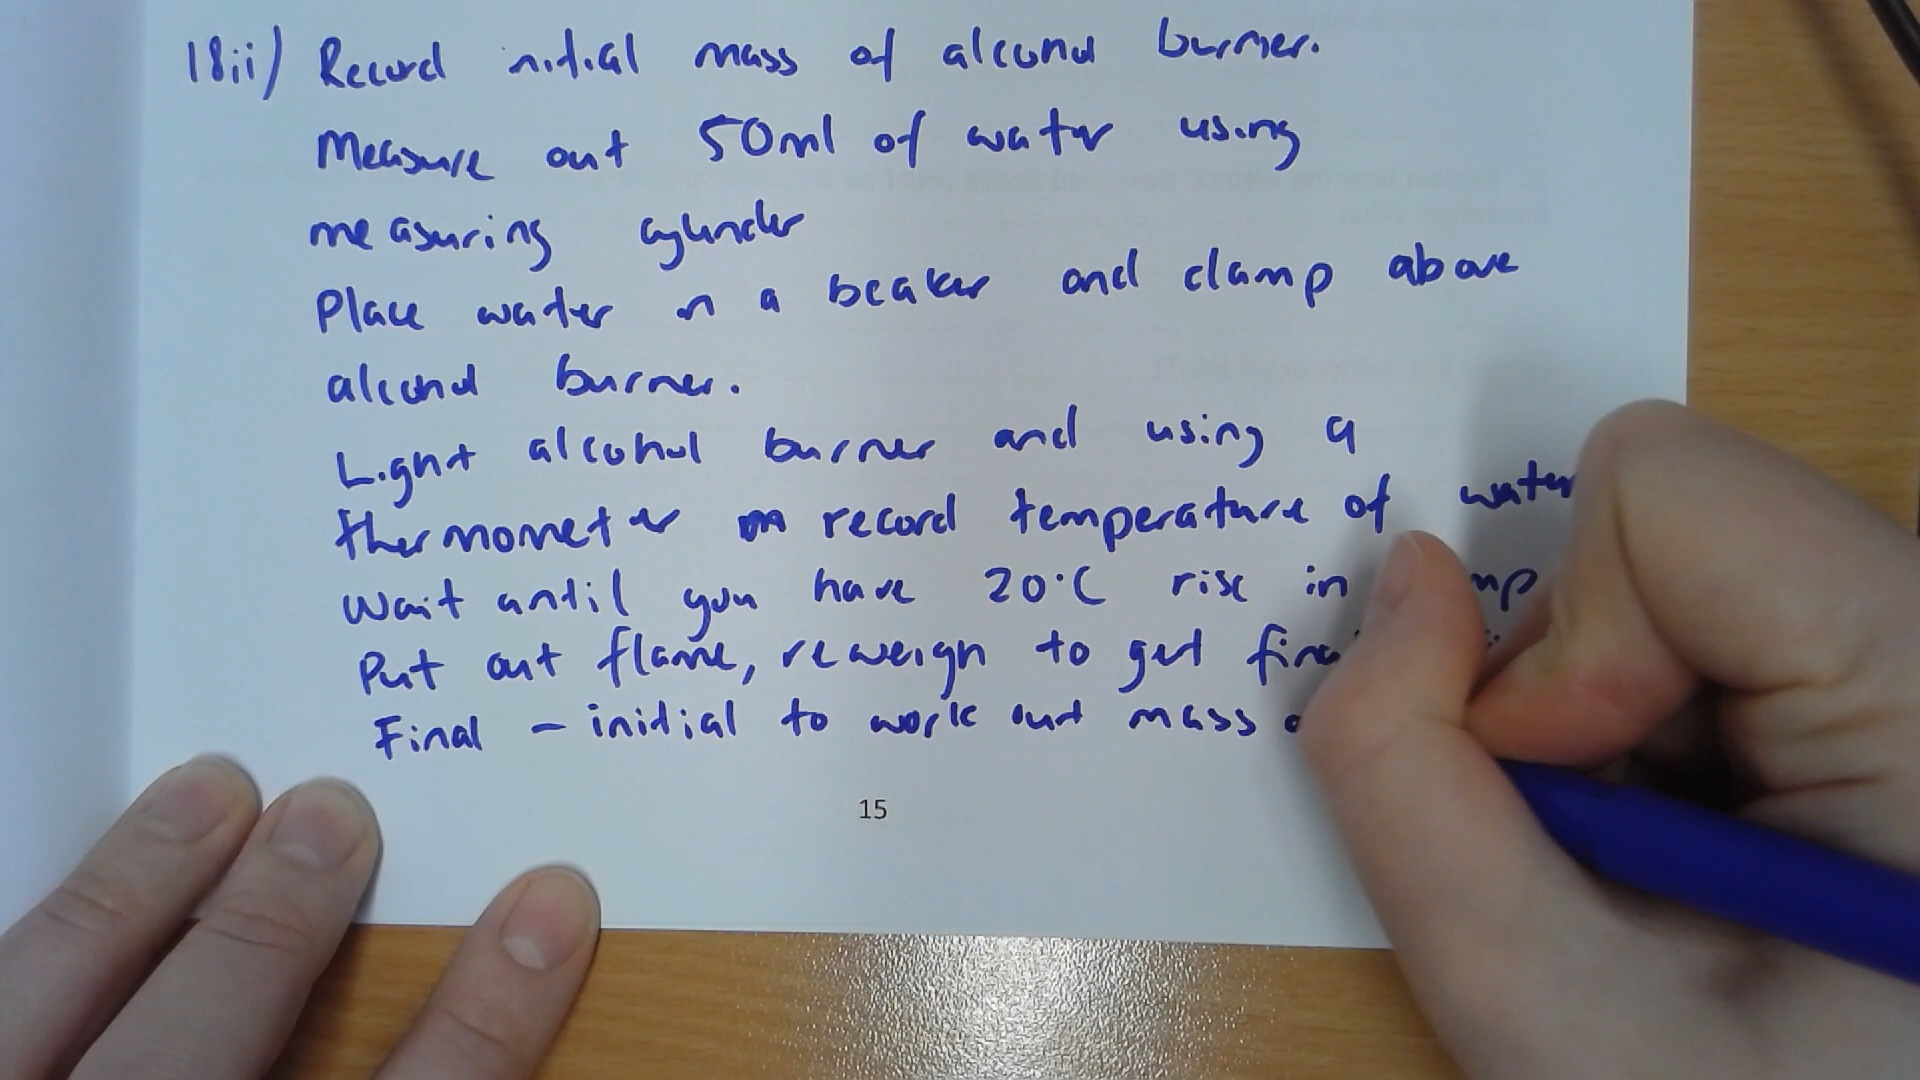 18ii) Record initial mass of alcohol burner.
Measure out 50ml of water using
measuring cylinder
Place water in a beaker and clamp above
alcohol burner.
Light alcohol burner and using a
thermometer record temperature of water
Wait until you have 20°C rise in
Put out flame, reweigh to get
Final - initial to work out mass
15